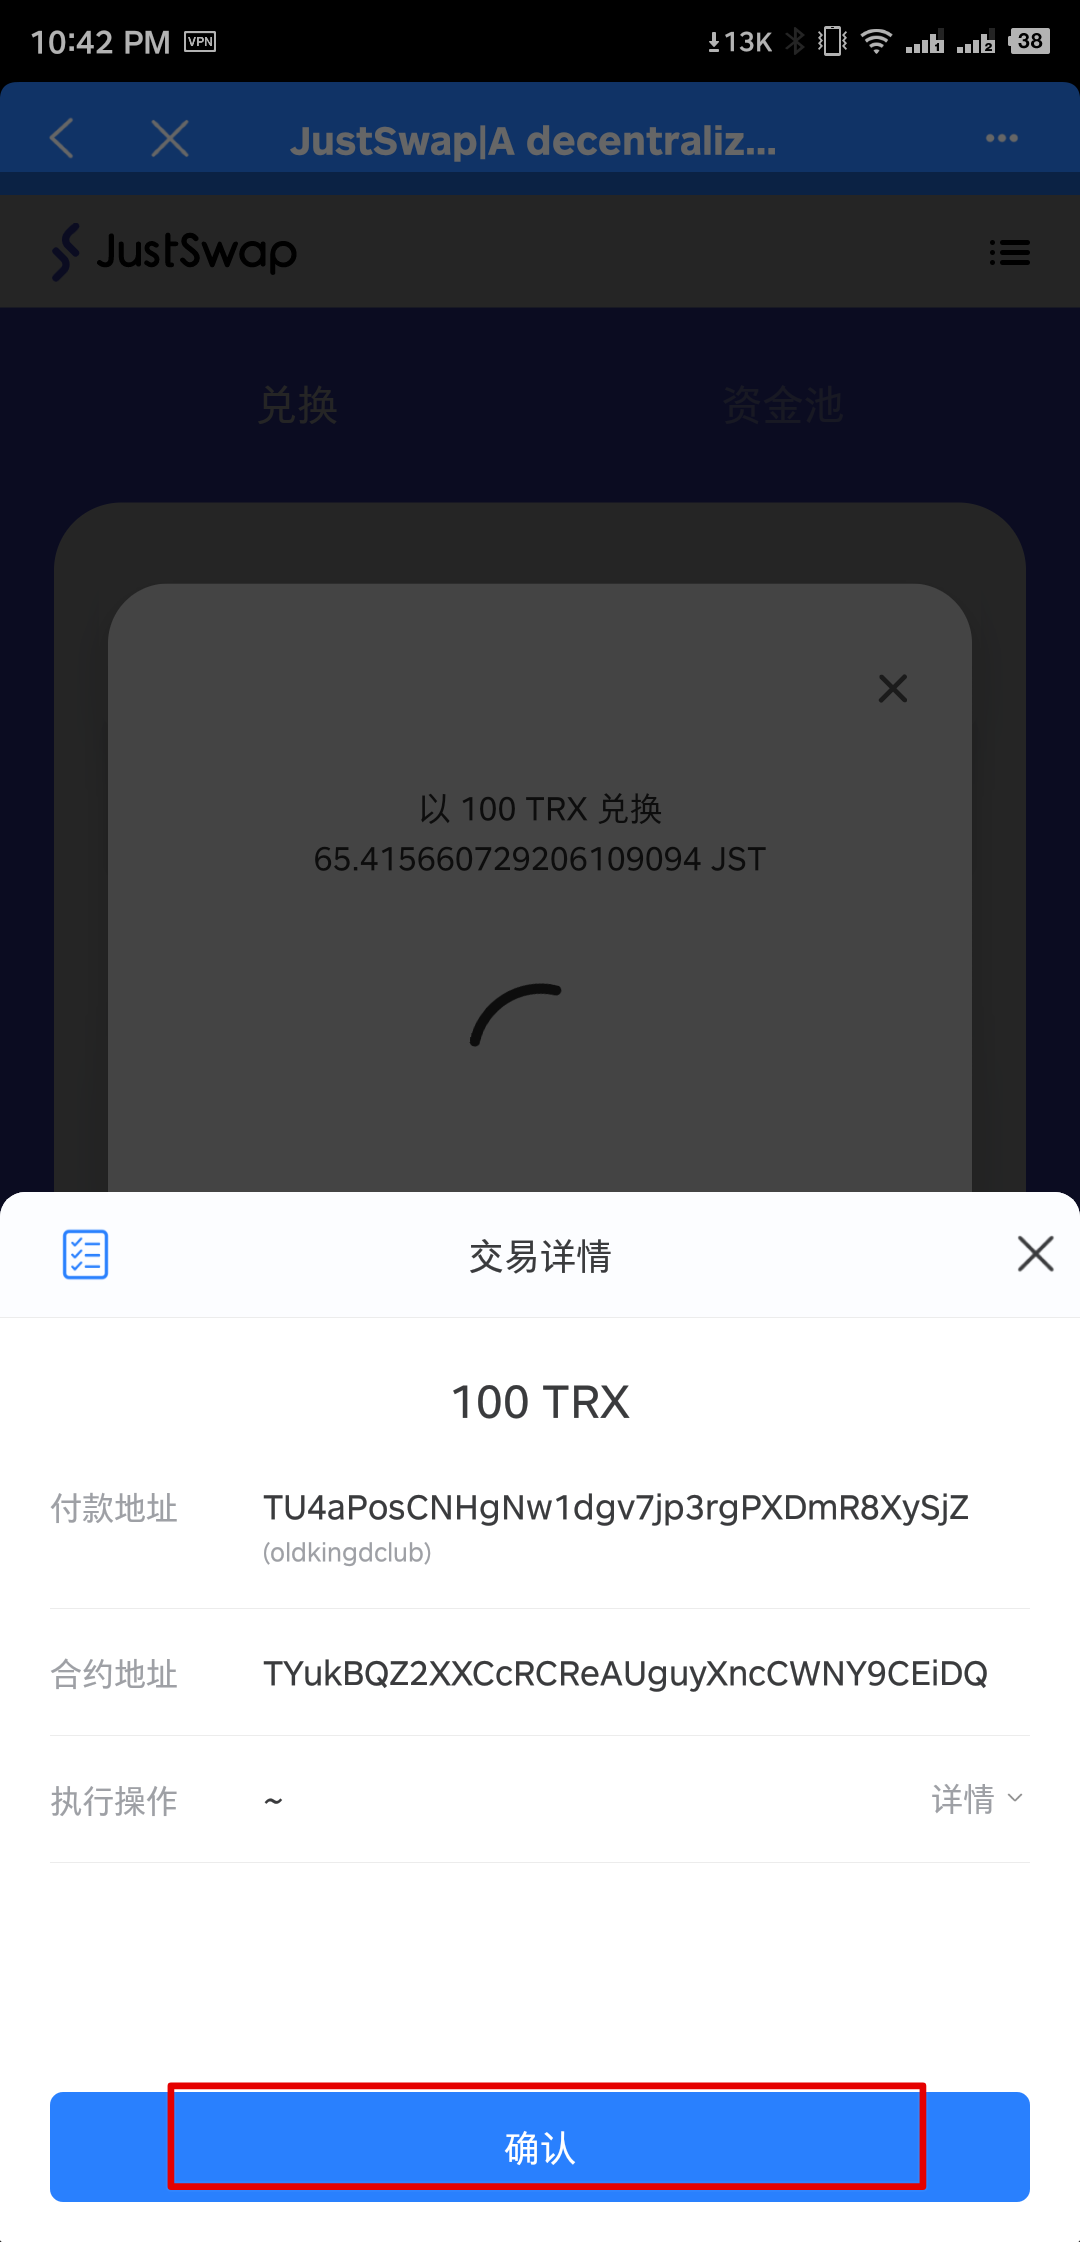 10:42 PM VPN 13K 1 2 38
JustSwap|A decentraliz...
JustSwap
兑换 资金池
以 100 TRX 兑换
65.415660729206109094 JST
交易详情
100 TRX
付款地址 TU4aPosCNHgNw1dgv7jp3rgPXDmR8XySjZ
(oldkingdclub)
合约地址 TYukBQZ2XXCcRCReAUguyXncCWNY9CEiDQ
执行操作 ~ 详情
确认